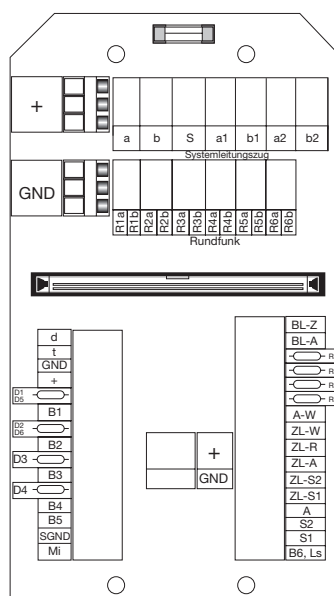 +
a b S a1 b1 a2 b2
Systemleitungszug
GND
R1a R1b R2a R2b R3a R3b R4a R4b R5a R5b R6a R6b
Rundfunk
d
t
GND
+
D1
D5
B1
D2
D6
B2
D3
B3
D4
B4
B5
SGND
Mi
+
GND
BL-Z
BL-A
R
R
R
R
A-W
ZL-W
ZL-R
ZL-A
ZL-S2
ZL-S1
A
S2
S1
B6, Ls